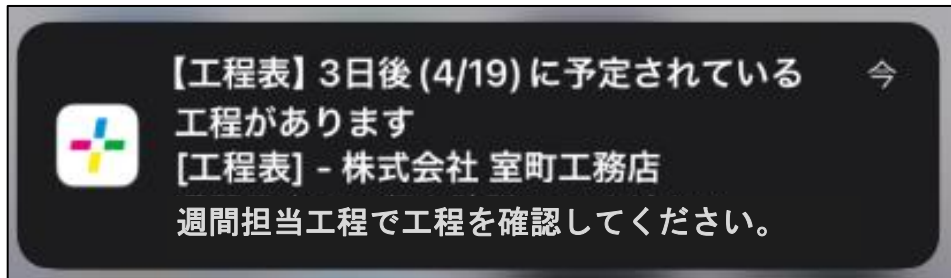 【工程表】3日後 (4/19) に予定されている
今
工程があります
[工程表] - 株式会社 室町工務店
週間担当工程で工程を確認してください。